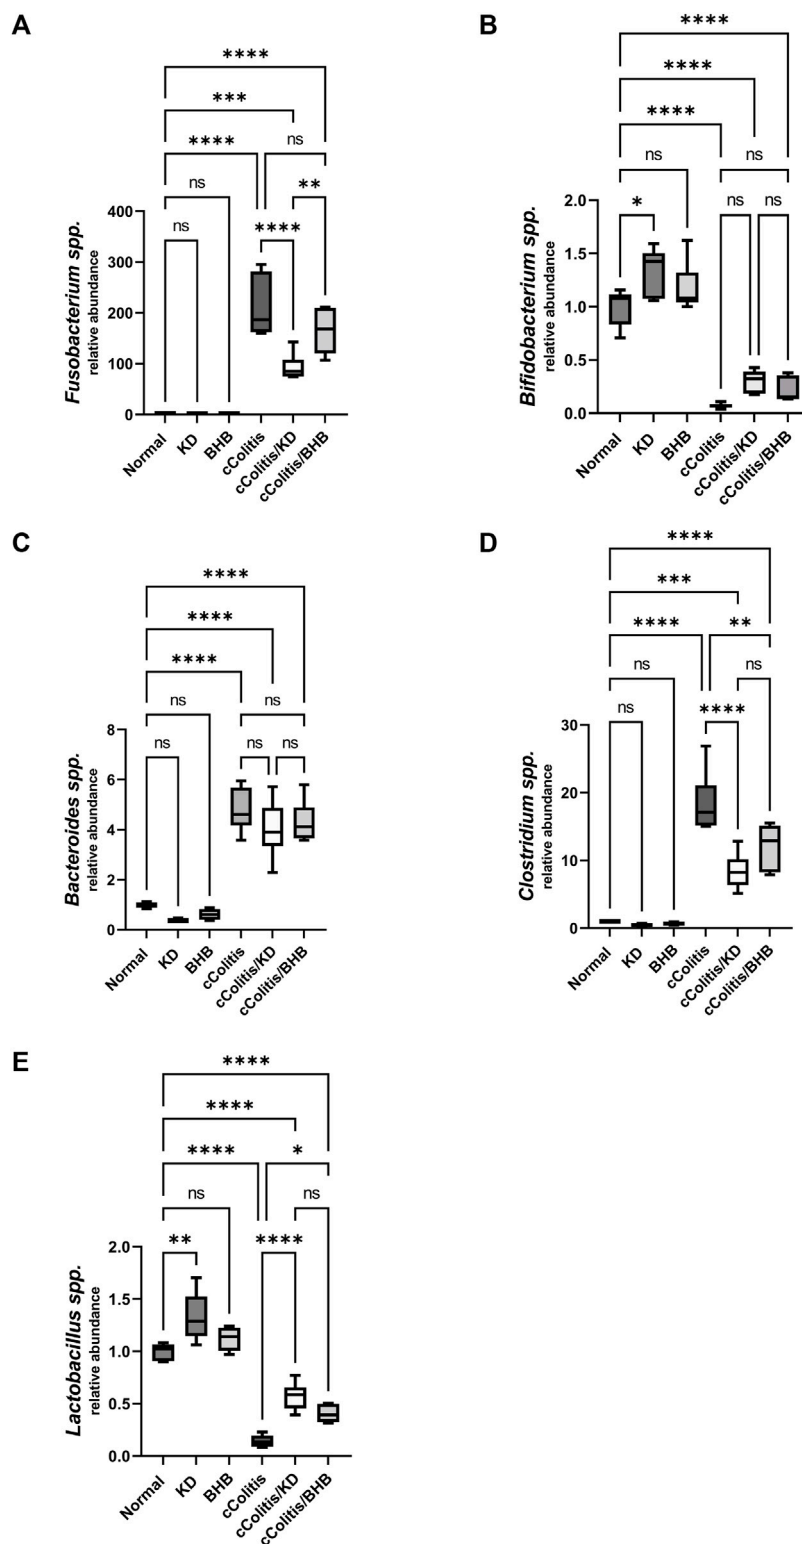 A
****
***
**** ns
ns **
ns ****
Fusobacterium spp.
relative abundance
400
300
200
100
0
Normal
KD
BHB
cColitis
cColitis/KD
cColitis/BHB
B
****
****
****
ns ns
* ns ns
Bifidobacterium spp.
relative abundance
2.0
1.5
1.0
0.5
0.0
Normal
KD
BHB
cColitis
cColitis/KD
cColitis/BHB
C
****
****
****
ns ns
ns ns ns
Bacteroides spp.
relative abundance
8
6
4
2
0
Normal
KD
BHB
cColitis
cColitis/KD
cColitis/BHB
D
****
***
**** **
ns ns
ns ****
Clostridium spp.
relative abundance
30
20
10
0
Normal
KD
BHB
cColitis
cColitis/KD
cColitis/BHB
E
****
****
**** *
ns ns
** ****
Lactobacillus spp.
relative abundance
2.0
1.5
1.0
0.5
0.0
Normal
KD
BHB
cColitis
cColitis/KD
cColitis/BHB